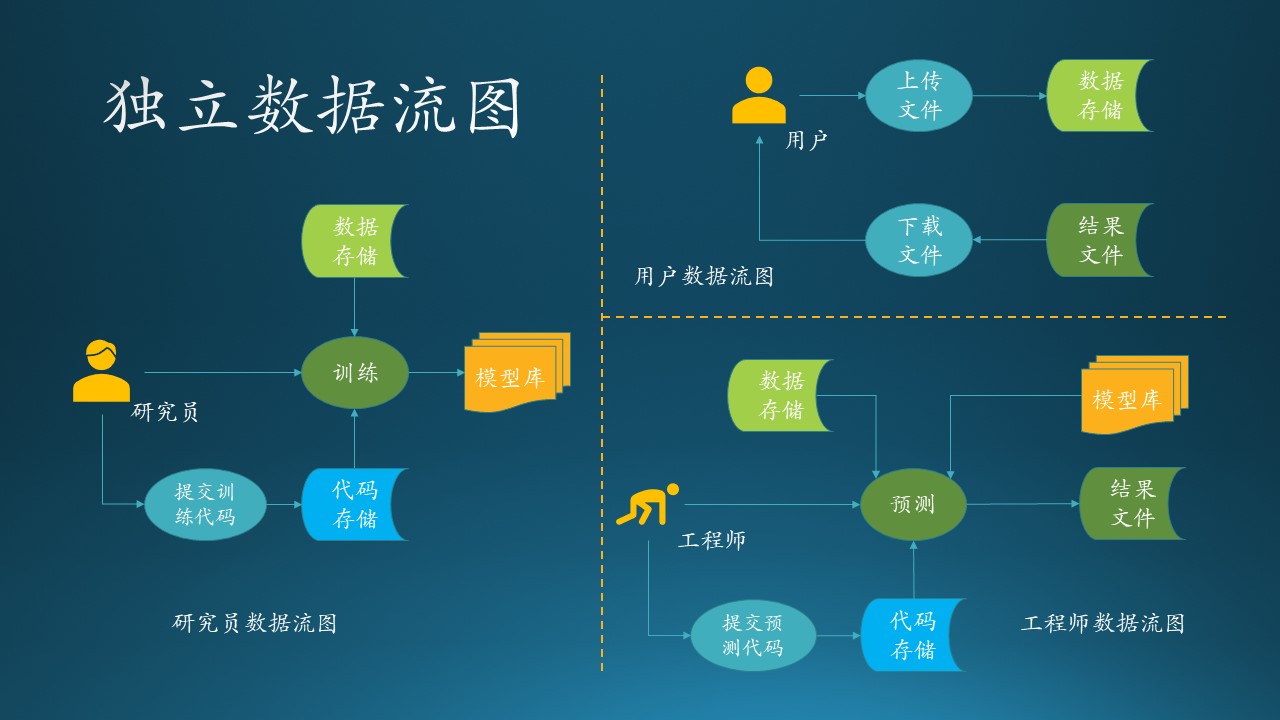 独立数据流图
数据
存储
研究员
训练
模型库
提交训
练代码
代码
存储
研究员数据流图
用户
上传
文件
数据
存储
下载
文件
结果
文件
用户数据流图
数据
存储
模型库
工程师
预测
结果
文件
提交预
测代码
代码
存储
工程师数据流图